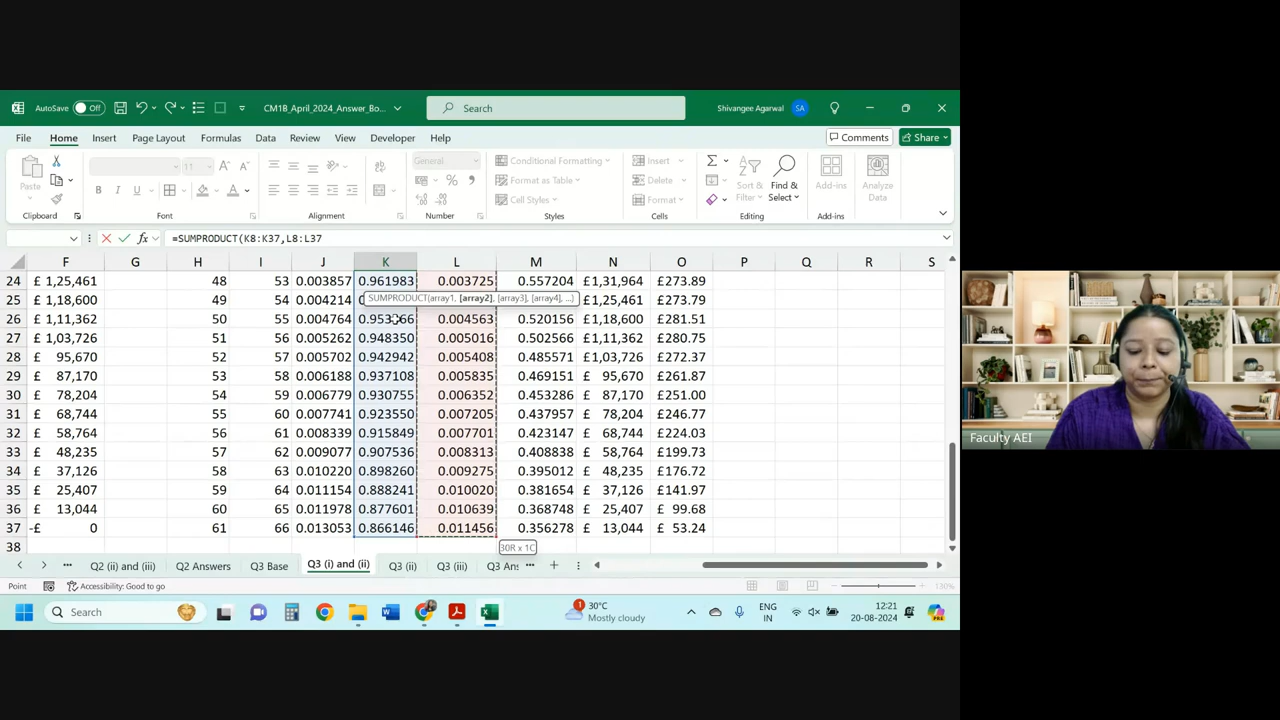 AutoSave Off CM1B_April_2024_Answer_Bo... Search Shivangee Agarwal SA
File Home Insert Page Layout Formulas Data Review View Developer Help Comments Share
Paste 11 A A General Conditional Formatting Insert Σ
B I U A % Format as Table Delete Sort & Filter Find & Select Add-ins Analyze Data
Cell Styles Format
Clipboard Font Alignment Number Styles Cells Editing Add-ins
fx =SUMPRODUCT(K8:K37,L8:L37
F G H I J K L M N O P Q R S
24 £ 1,25,461 48 53 0.003857 0.961983 0.003725 0.557204 £ 1,31,964 £273.89
25 £ 1,18,600 49 54 0.004214 SUMPRODUCT(array1, [array2], [array3], [array4], ...) £ 1,25,461 £273.79
26 £ 1,11,362 50 55 0.004764 0.953366 0.004563 0.520156 £ 1,18,600 £281.51
27 £ 1,03,726 51 56 0.005262 0.948350 0.005016 0.502566 £ 1,11,362 £280.75
28 £ 95,670 52 57 0.005702 0.942942 0.005408 0.485571 £ 1,03,726 £272.37
29 £ 87,170 53 58 0.006188 0.937108 0.005835 0.469151 £ 95,670 £261.87
30 £ 78,204 54 59 0.006779 0.930755 0.006352 0.453286 £ 87,170 £251.00
31 £ 68,744 55 60 0.007741 0.923550 0.007205 0.437957 £ 78,204 £246.77
32 £ 58,764 56 61 0.008339 0.915849 0.007701 0.423147 £ 68,744 £224.03
33 £ 48,235 57 62 0.009077 0.907536 0.008313 0.408838 £ 58,764 £199.73
34 £ 37,126 58 63 0.010220 0.898260 0.009275 0.395012 £ 48,235 £176.72
35 £ 25,407 59 64 0.011154 0.888241 0.010020 0.381654 £ 37,126 £141.97
36 £ 13,044 60 65 0.011978 0.877601 0.010639 0.368748 £ 25,407 £ 99.68
37 -£ 0 61 66 0.013053 0.866146 0.011456 0.356278 £ 13,044 £ 53.24
38 30R x 1C
... Q2 (ii) and (iii) Q2 Answers Q3 Base Q3 (i) and (ii) Q3 (ii) Q3 (iii) Q3 Ans ... +
Point Accessibility: Good to go 130%
Search 1 30°C Mostly cloudy ENG IN 12:21 20-08-2024
Faculty AEI